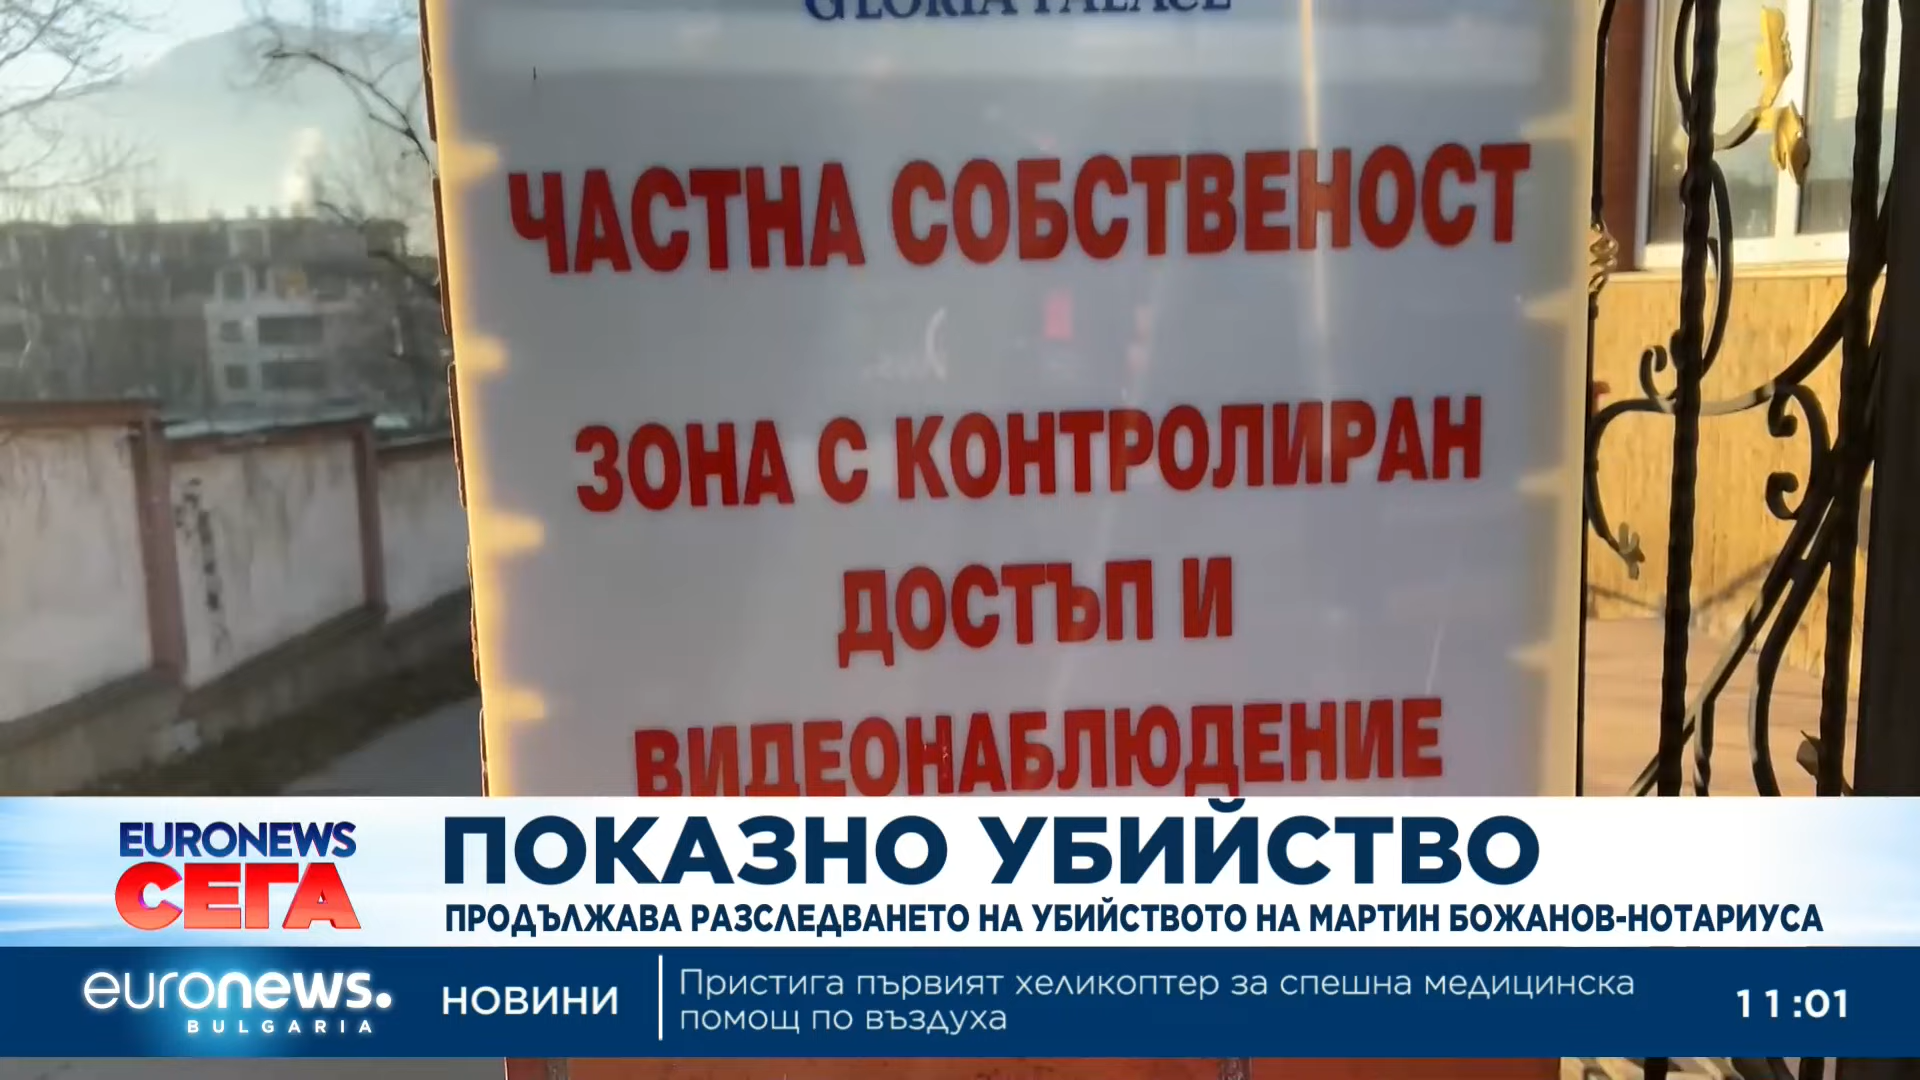 GLORIA PALACE
ЧАСТНА СОБСТВЕНОСТ
ЗОНА С КОНТРОЛИРАН
ДОСТЪП И
ВИДЕОНАБЛЮДЕНИЕ
EURONEWS
СЕГА
ПОКАЗНО УБИЙСТВО
ПРОДЪЛЖАВА РАЗСЛЕДВАНЕТО НА УБИЙСТВОТО НА МАРТИН БОЖАНОВ-НОТАРИУСА
euronews.
BULGARIA
НОВИНИ
Пристига първият хеликоптер за спешна медицинска
помощ по въздуха
11:01